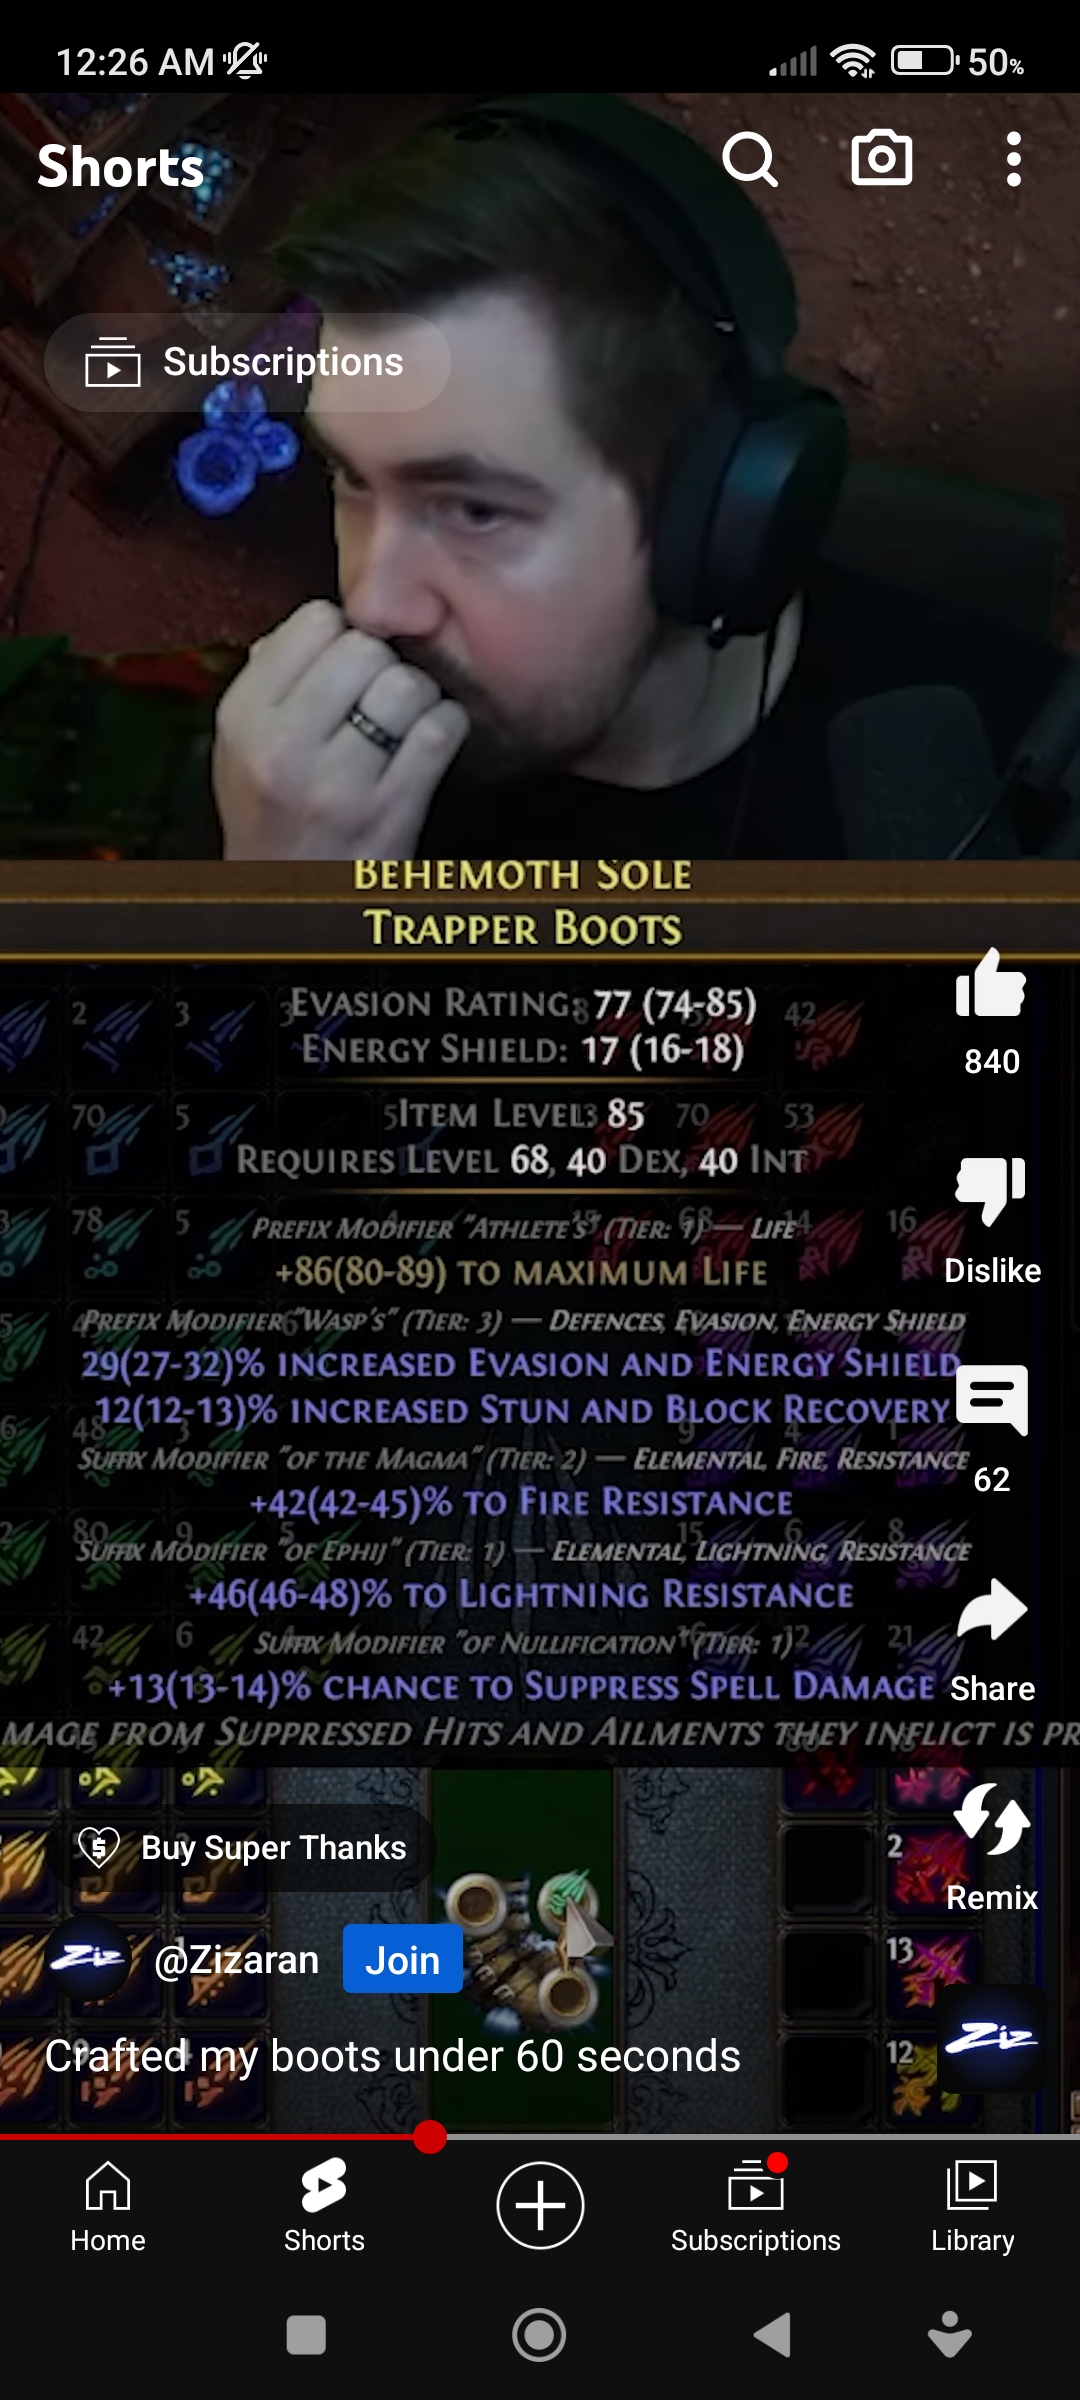 12:26 AM
50%
Shorts
Subscriptions
BEHEMOTH SOLE
TRAPPER BOOTS
EVASION RATING: 77 (74-85)
ENERGY SHIELD: 17 (16-18)
ITEM LEVEL: 85
REQUIRES LEVEL 68, 40 DEX, 40 INT
PREFIX MODIFIER "ATHLETE'S" (TIER: 1) — LIFE
+86(80-89) TO MAXIMUM LIFE
PREFIX MODIFIER "WASP'S" (TIER: 3) — DEFENCES, EVASION, ENERGY SHIELD
29(27-32)% INCREASED EVASION AND ENERGY SHIELD
12(12-13)% INCREASED STUN AND BLOCK RECOVERY
SUFFIX MODIFIER "OF THE MAGMA" (TIER: 2) — ELEMENTAL, FIRE, RESISTANCE
+42(42-45)% TO FIRE RESISTANCE
SUFFIX MODIFIER "OF EPHIJ" (TIER: 1) — ELEMENTAL, LIGHTNING, RESISTANCE
+46(46-48)% TO LIGHTNING RESISTANCE
SUFFIX MODIFIER "OF NULLIFICATION" (TIER: 1)
+13(13-14)% CHANCE TO SUPPRESS SPELL DAMAGE
MAGE FROM SUPPRESSED HITS AND AILMENTS THEY INFLICT IS PR
840
Dislike
62
Share
Remix
2
13
12
Buy Super Thanks
Ziz
@Zizaran
Join
Ziz
Crafted my boots under 60 seconds
Home
Shorts
Subscriptions
Library